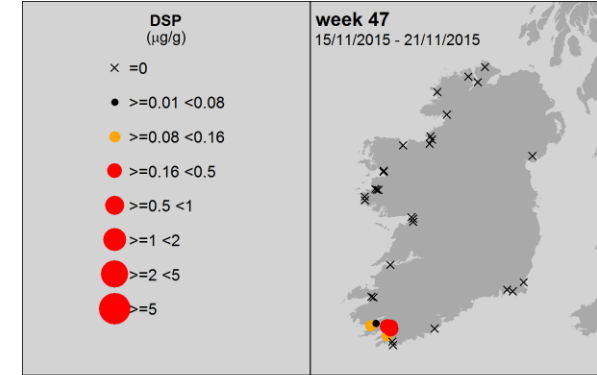 DSP
(μg/g)
=0
>=0.01 <0.08
>=0.08 <0.16
>=0.16 <0.5
>=0.5 <1
>=1 <2
>=2 <5
>=5
week 47
15/11/2015 - 21/11/2015